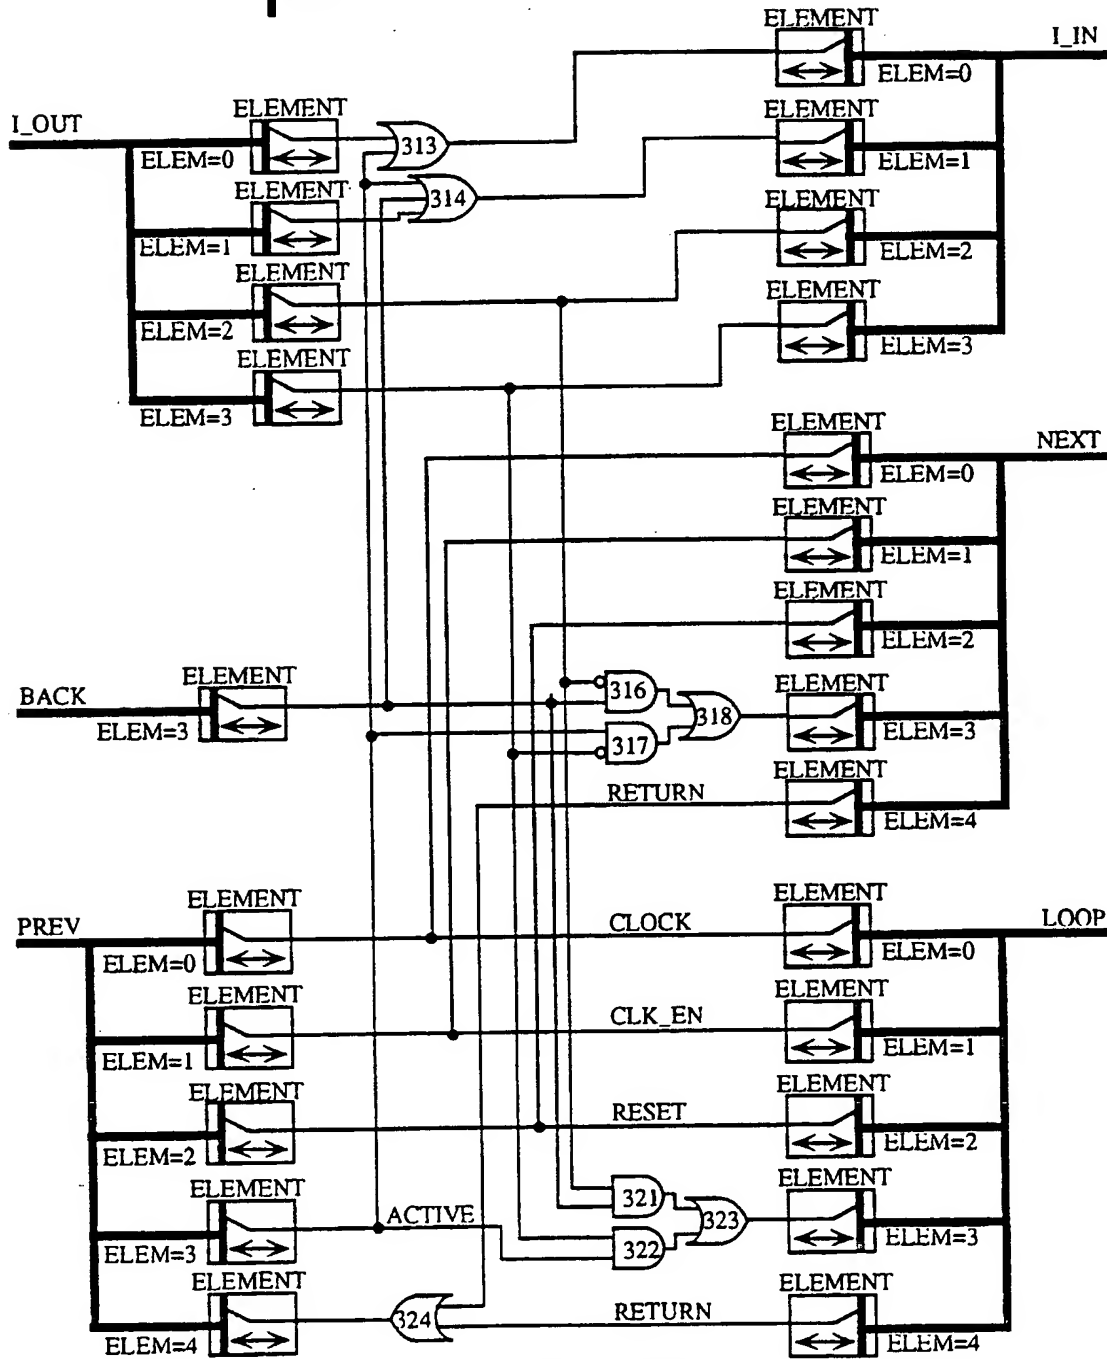 ELEMENT
I_IN
ELEM=0
ELEMENT
I_OUT
ELEM=0
313
ELEMENT
ELEM=1
ELEMENT
ELEM=1
314
ELEMENT
ELEM=2
ELEMENT
ELEM=2
ELEMENT
ELEM=3
ELEMENT
ELEM=3
ELEMENT
NEXT
ELEM=0
ELEMENT
ELEM=1
ELEMENT
ELEM=2
ELEMENT
BACK
ELEM=3
316
317
318
ELEMENT
ELEM=3
RETURN
ELEMENT
ELEM=4
ELEMENT
PREV
ELEM=0
CLOCK
ELEMENT
LOOP
ELEM=0
ELEMENT
ELEM=1
CLK_EN
ELEMENT
ELEM=1
ELEMENT
ELEM=2
RESET
ELEMENT
ELEM=2
ELEMENT
ELEM=3
ACTIVE
321
322
323
ELEMENT
ELEM=3
ELEMENT
ELEM=4
324
RETURN
ELEMENT
ELEM=4